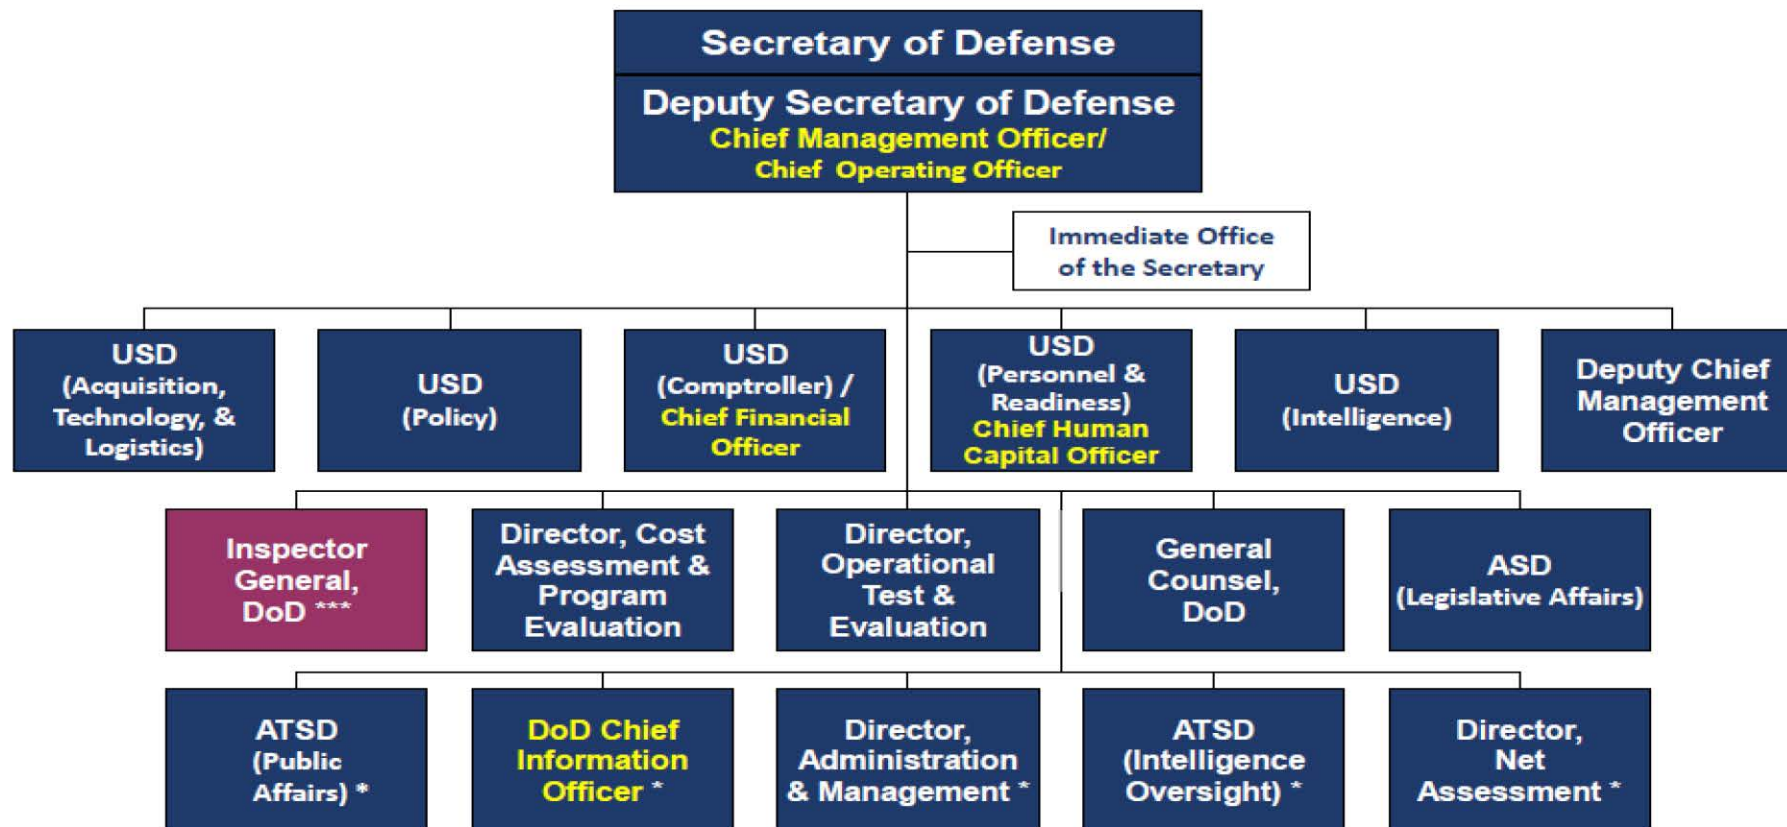 Secretary of Defense
Deputy Secretary of Defense
Chief Management Officer/
Chief Operating Officer
Immediate Office
of the Secretary
USD
(Acquisition,
Technology, &
Logistics)
USD
(Policy)
USD
(Comptroller) /
Chief Financial
Officer
USD
(Personnel &
Readiness)
Chief Human
Capital Officer
USD
(Intelligence)
Deputy Chief
Management
Officer
Inspector
General,
DoD ***
Director, Cost
Assessment &
Program
Evaluation
Director,
Operational
Test &
Evaluation
General
Counsel,
DoD
ASD
(Legislative Affairs)
ATSD
(Public
Affairs) *
DoD Chief
Information
Officer *
Director,
Administration
& Management *
ATSD
(Intelligence
Oversight) *
Director,
Net
Assessment *